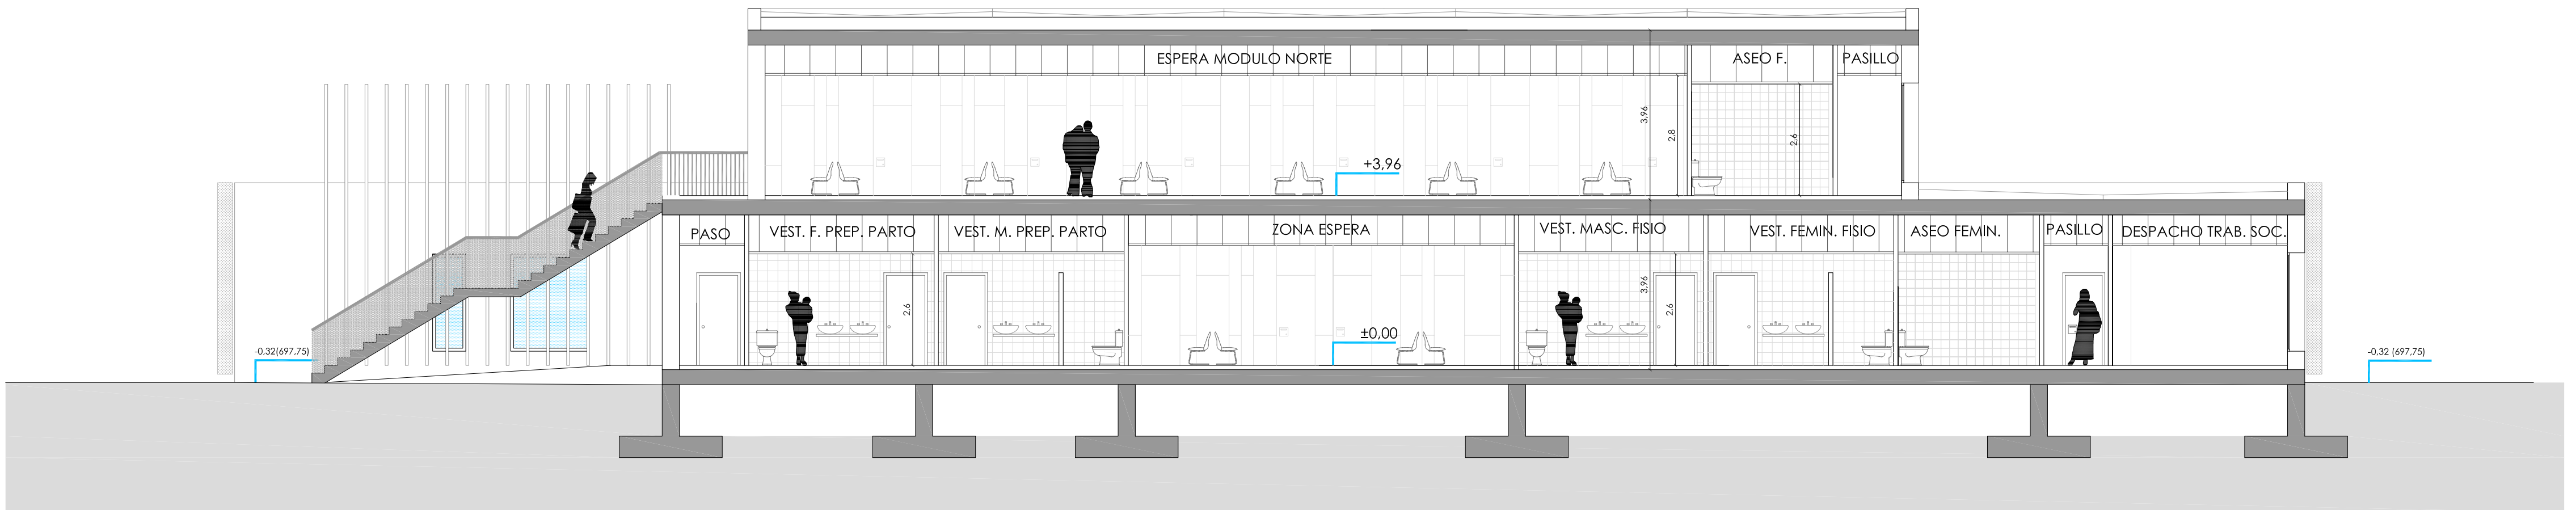 ESPERA MODULO NORTE
ASEO F.
PASILLO
3,96
2.8
2.6
+3,96
PASO
VEST. F. PREP. PARTO
VEST. M. PREP. PARTO
ZONA ESPERA
VEST. MASC. FISIO
VEST. FEMIN. FISIO
ASEO FEMIN.
PASILLO
DESPACHO TRAB. SOC.
2,6
3,96
2.6
±0,00
-0,32(697,75)
-0,32 (697,75)